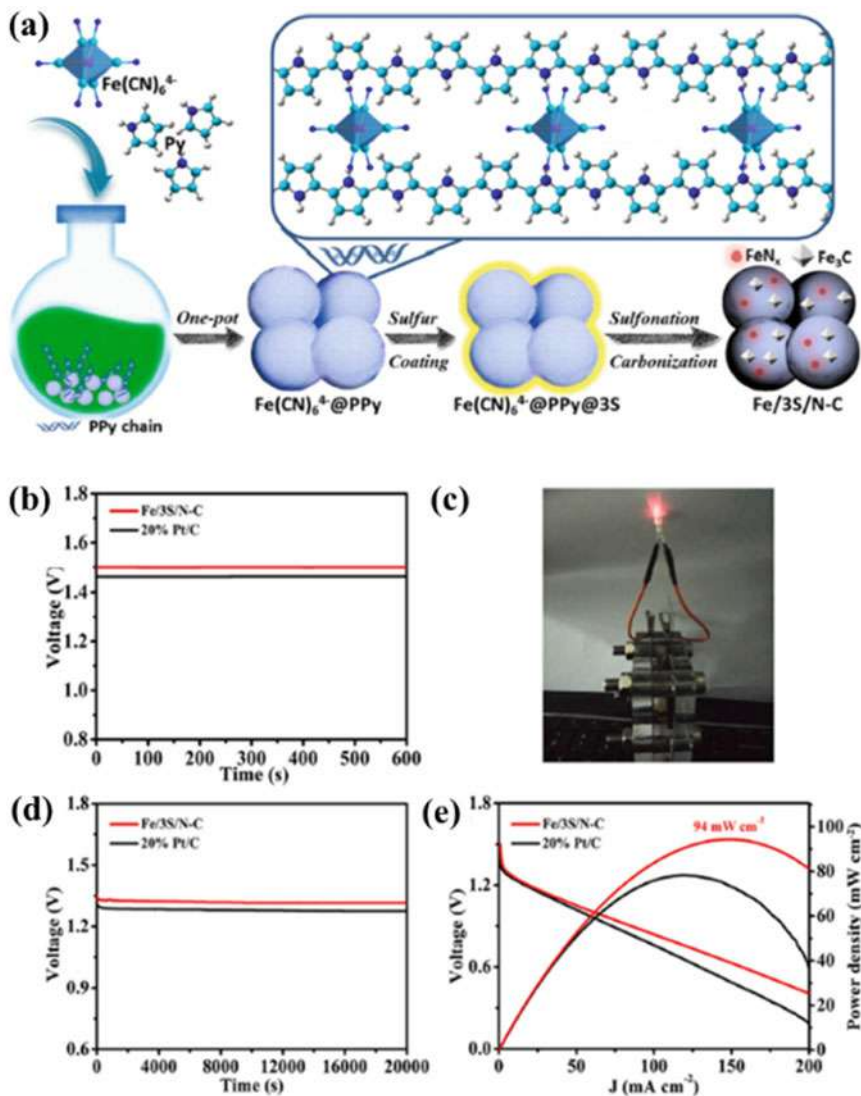 (a)
Fe(CN)₆⁴⁻
Py
PPy chain
One-pot
Fe(CN)₆⁴⁻@PPy
Sulfur
Coating
Fe(CN)₆⁴⁻@PPy@3S
Sulfonation
Carbonization
FeNₓ Fe₃C
Fe/3S/N-C
(b)
Fe/3S/N-C
20% Pt/C
Voltage (V)
1.8
1.6
1.4
1.2
1.0
0.8
0 100 200 300 400 500 600
Time (s)
(c)
(d)
Fe/3S/N-C
20% Pt/C
Voltage (V)
1.8
1.5
1.2
0.9
0.6
0 4000 8000 12000 16000 20000
Time (s)
(e)
Fe/3S/N-C
20% Pt/C
94 mW cm⁻²
Voltage (V)
1.8
1.2
0.6
0.0
Power density (mW cm⁻²)
100
80
60
40
20
0
0 50 100 150 200
J (mA cm⁻²)